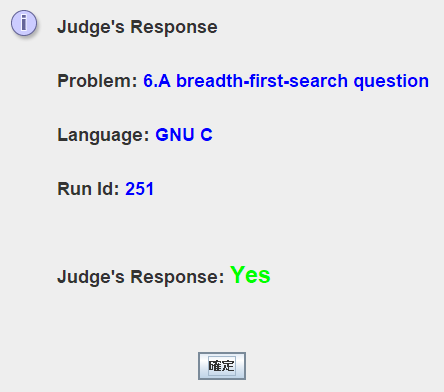 Judge's Response
Problem: 6.A breadth-first-search question
Language: GNU C
Run Id: 251
Judge's Response: Yes
確定